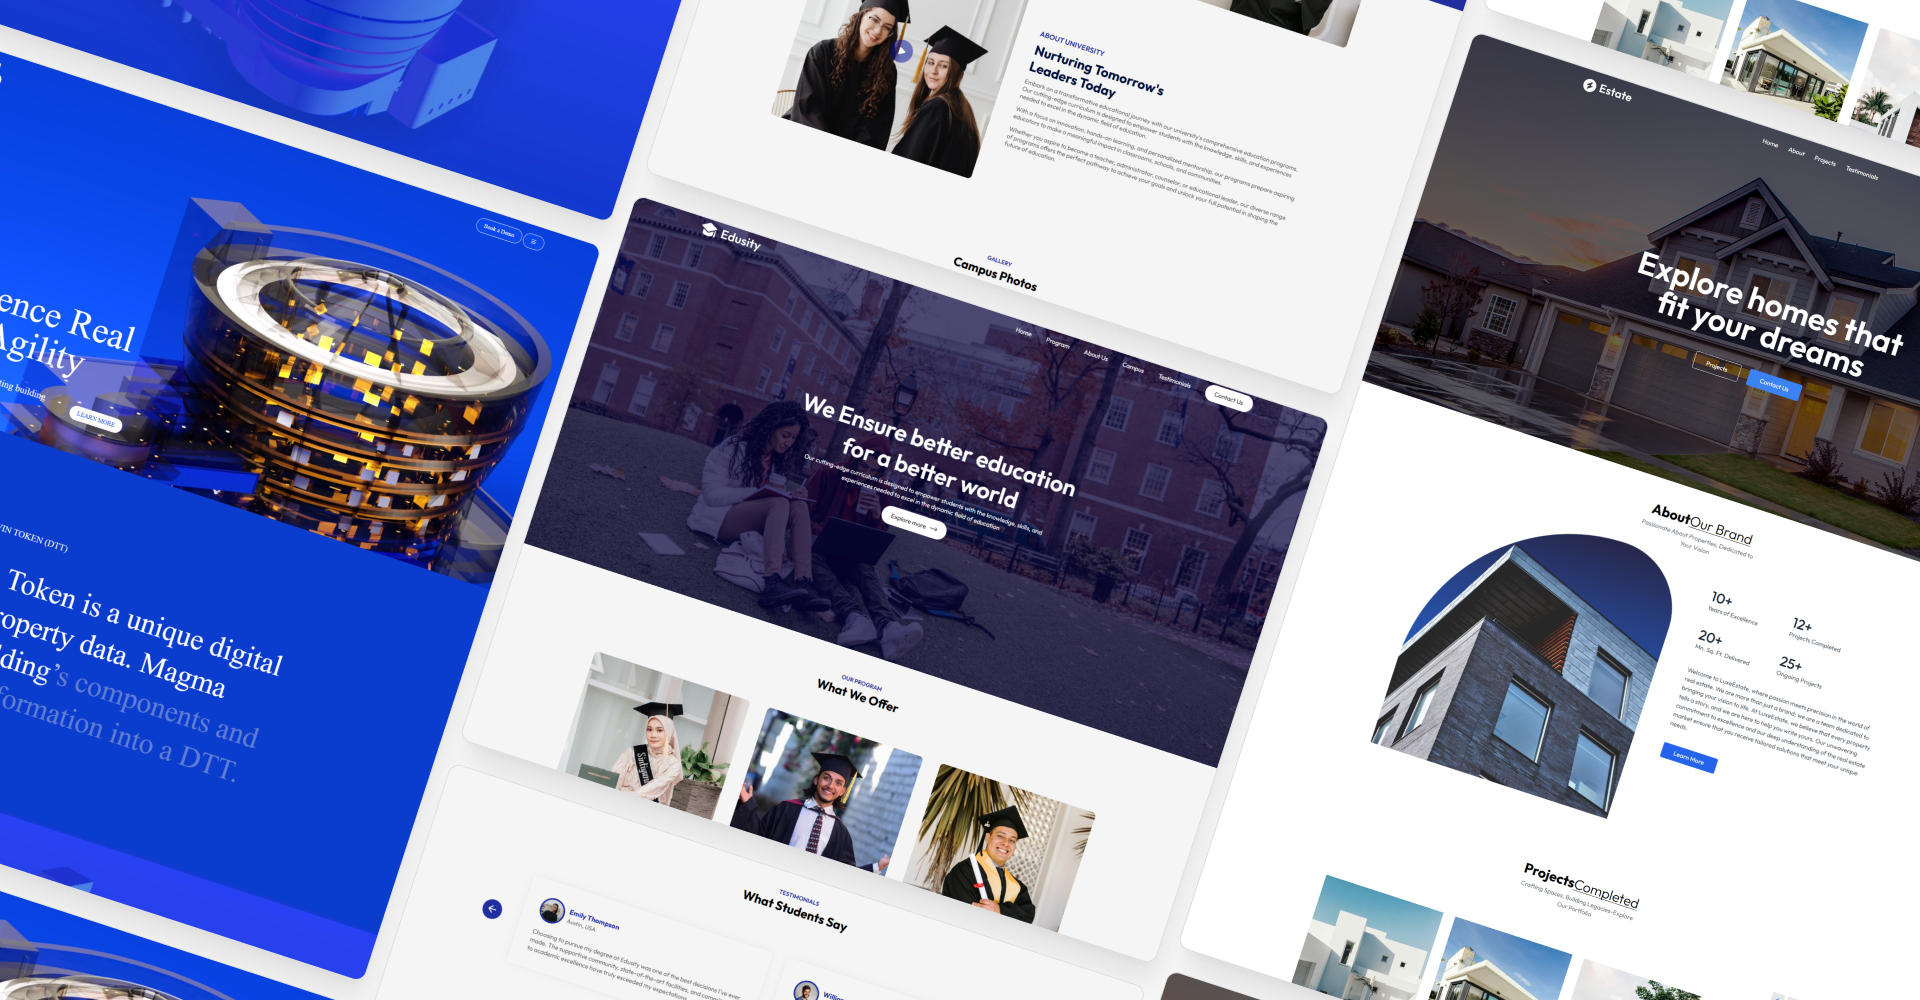 Book a Demo
ence Real
Agility
ting building
LEARN MORE
VIN TOKEN (DTT)
Token is a unique digital
roperty data. Magma
lding's components and
formation into a DTT.
ABOUT UNIVERSITY
Nurturing Tomorrow's
Leaders Today
Embark on a transformative educational journey with our university's comprehensive education programs.
Our cutting-edge curriculum is designed to empower students with the knowledge, skills, and experiences
needed to excel in the dynamic field of education.
With a focus on innovation, hands-on learning, and personalized mentorship, our programs prepare aspiring
educators to make a meaningful impact in classrooms, schools, and communities.
Whether you aspire to become a teacher, administrator, counselor, or educational leader, our diverse range
of programs offers the perfect pathway to achieve your goals and unlock your full potential in shaping the
future of education.
GALLERY
Campus Photos
Edusity
Home
Program
About Us
Campus
Testimonials
Contact Us
We Ensure better education
for a better world
Our cutting-edge curriculum is designed to empower students with the knowledge, skills, and
experiences needed to excel in the dynamic field of education
Explore more →
OUR PROGRAM
What We Offer
TESTIMONIALS
What Students Say
Emily Thompson
Austin, USA
Choosing to pursue my degree at Edusity was one of the best decisions I've ever
made. The supportive community, state-of-the-art facilities, and commit
to academic excellence have truly exceeded my expectations
Willia
Estate
Home
About
Projects
Testimonials
Explore homes that
fit your dreams
Projects
Contact Us
About Our Brand
Passionate About Properties, Dedicated to
Your Vision
10+
Years of Excellence
12+
Projects Completed
20+
Mn. Sq. Ft. Delivered
25+
Ongoing Projects
Welcome to LuxeEstate, where passion meets precision in the world of
real estate. We are more than just a brand; we are a team dedicated to
bringing your vision to life. At LuxeEstate, we believe that every property
tells a story, and we are here to help you write yours. Our unwavering
commitment to excellence and our deep understanding of the real estate
market ensure that you receive tailored solutions that meet your unique
needs.
Learn More
Projects Completed
Crafting Spaces, Building Legacies-Explore
Our Portfolio